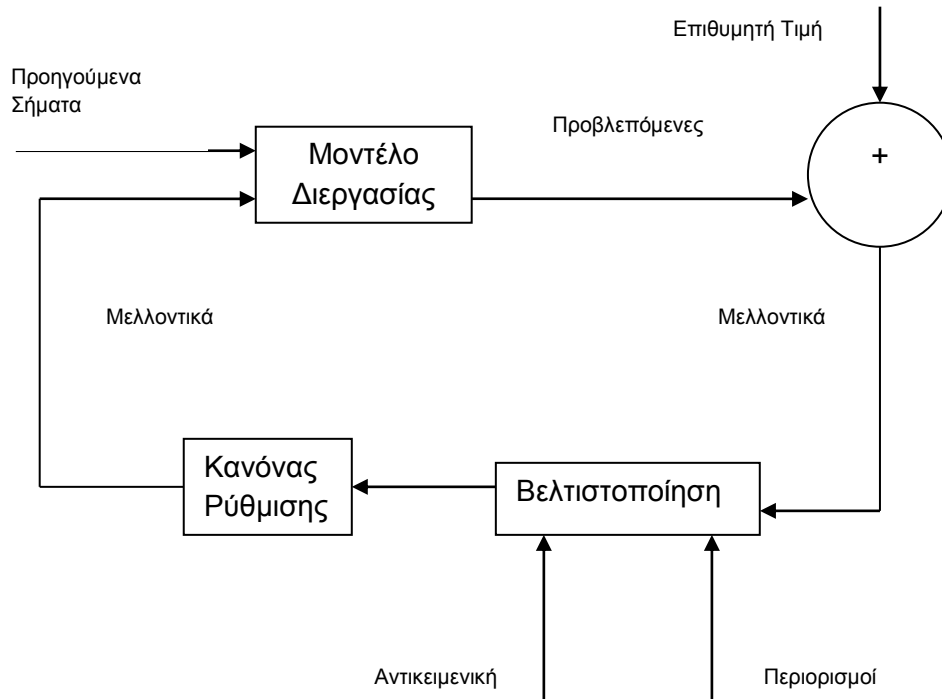 Επιθυμητή Τιμή
Προηγούμενα
Σήματα
Προβλεπόμενες
Μοντέλο
Διεργασίας
+
Μελλοντικά
Μελλοντικά
Κανόνας
Ρύθμισης
Βελτιστοποίηση
Αντικειμενική
Περιορισμοί